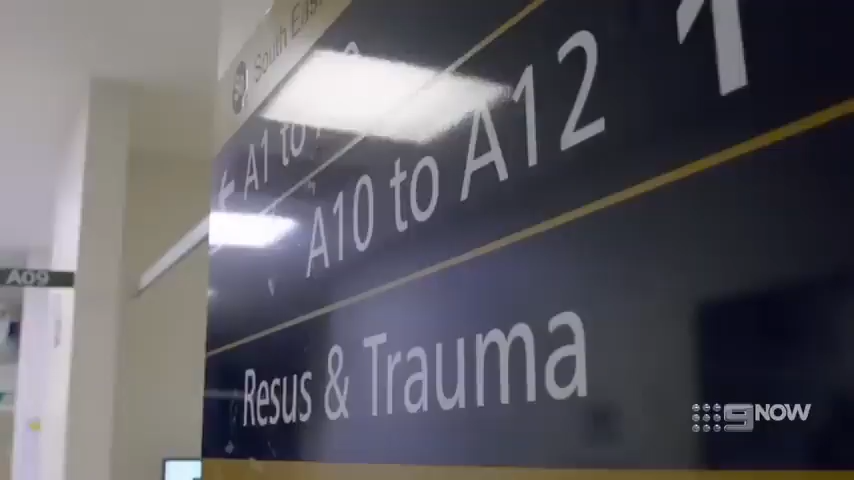 South East
A1 to
A10 to A12
Resus & Trauma
A09
9NOW